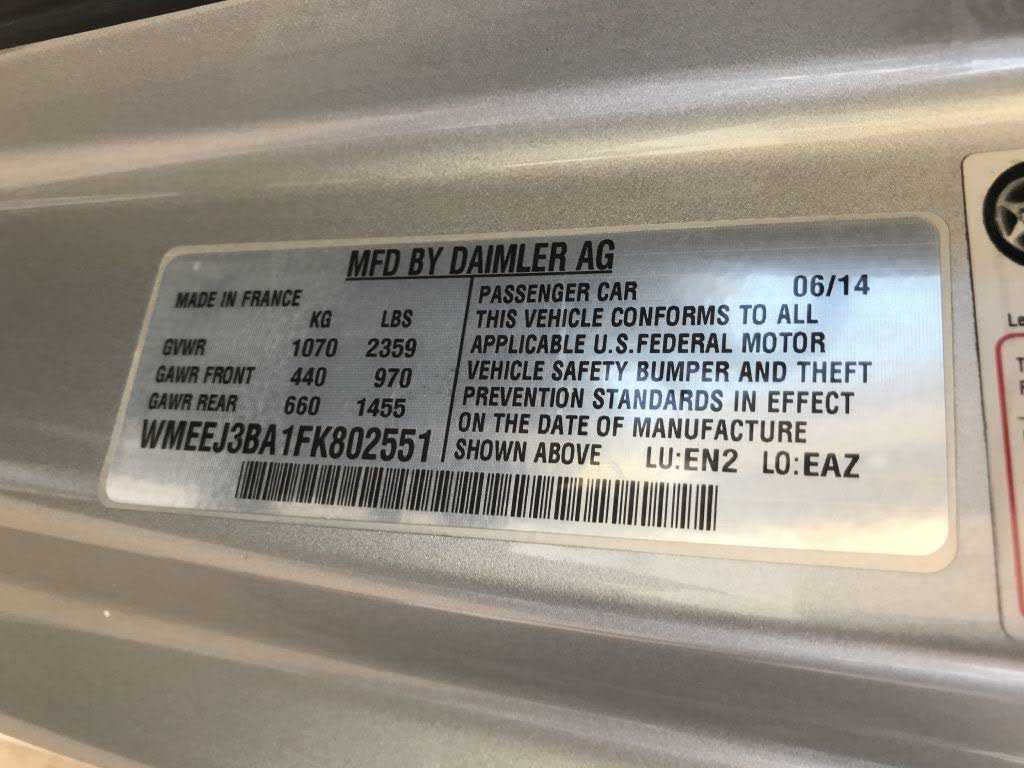 MFD BY DAIMLER AG
MADE IN FRANCE
KG LBS
GVWR 1070 2359
GAWR FRONT 440 970
GAWR REAR 660 1455
WMEEJ3BA1FK802551
PASSENGER CAR 06/14
THIS VEHICLE CONFORMS TO ALL
APPLICABLE U.S.FEDERAL MOTOR
VEHICLE SAFETY BUMPER AND THEFT
PREVENTION STANDARDS IN EFFECT
ON THE DATE OF MANUFACTURE
SHOWN ABOVE LU:EN2 LO:EAZ